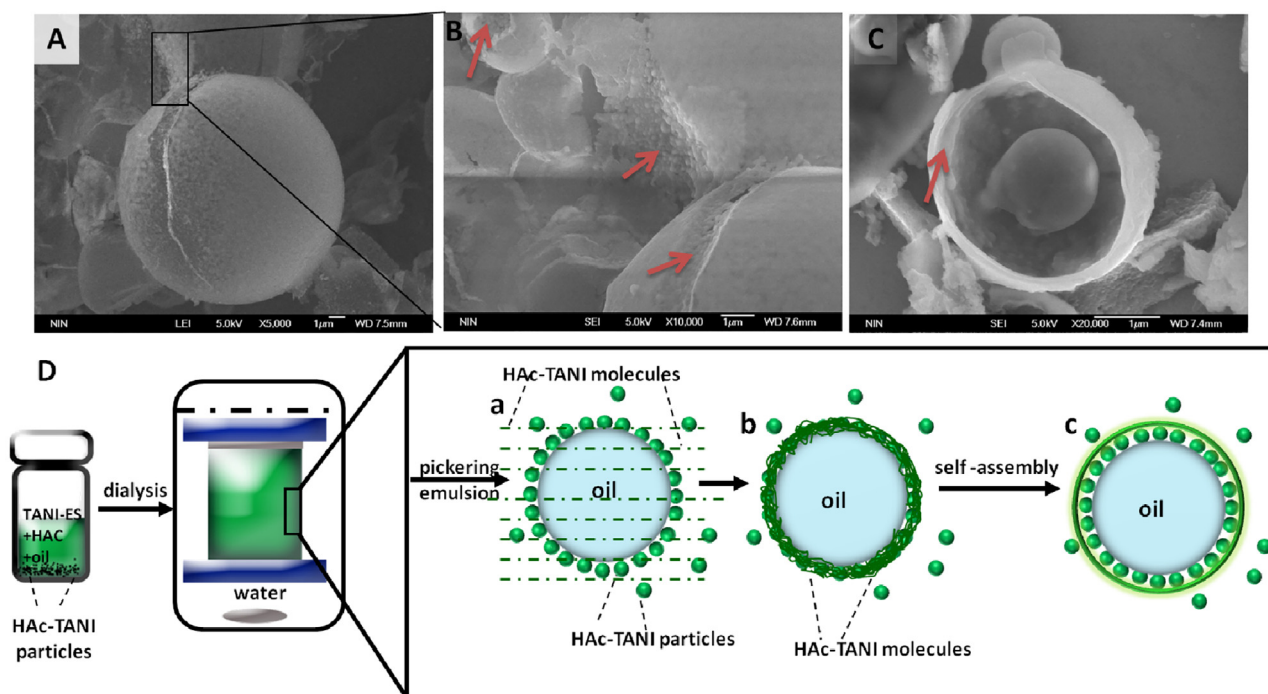 A
B
C
NIN LEI 5.0kV X5,000 1μm WD 7.5mm
NIN SEI 5.0kV X10,000 1μm WD 7.6mm
NIN SEI 5.0kV X20,000 1μm WD 7.4mm
D
TANI-ES
+HAC
+oil
HAc-TANI
particles
dialysis
water
pickering
emulsion
HAc-TANI molecules
a
oil
HAc-TANI particles
b
oil
HAc-TANI molecules
self -assembly
c
oil